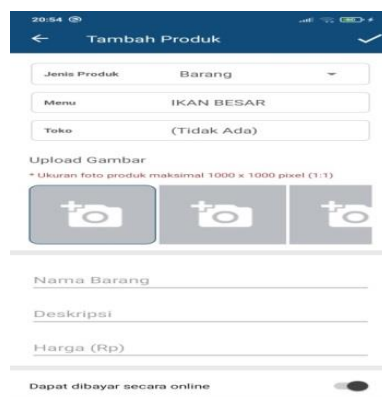 20:54
Tambah Produk
Jenis Produk Barang
Menu IKAN BESAR
Toko (Tidak Ada)
Upload Gambar
* Ukuran foto produk maksimal 1000 x 1000 pixel (1:1)
Nama Barang
Deskripsi
Harga (Rp)
Dapat dibayar secara online